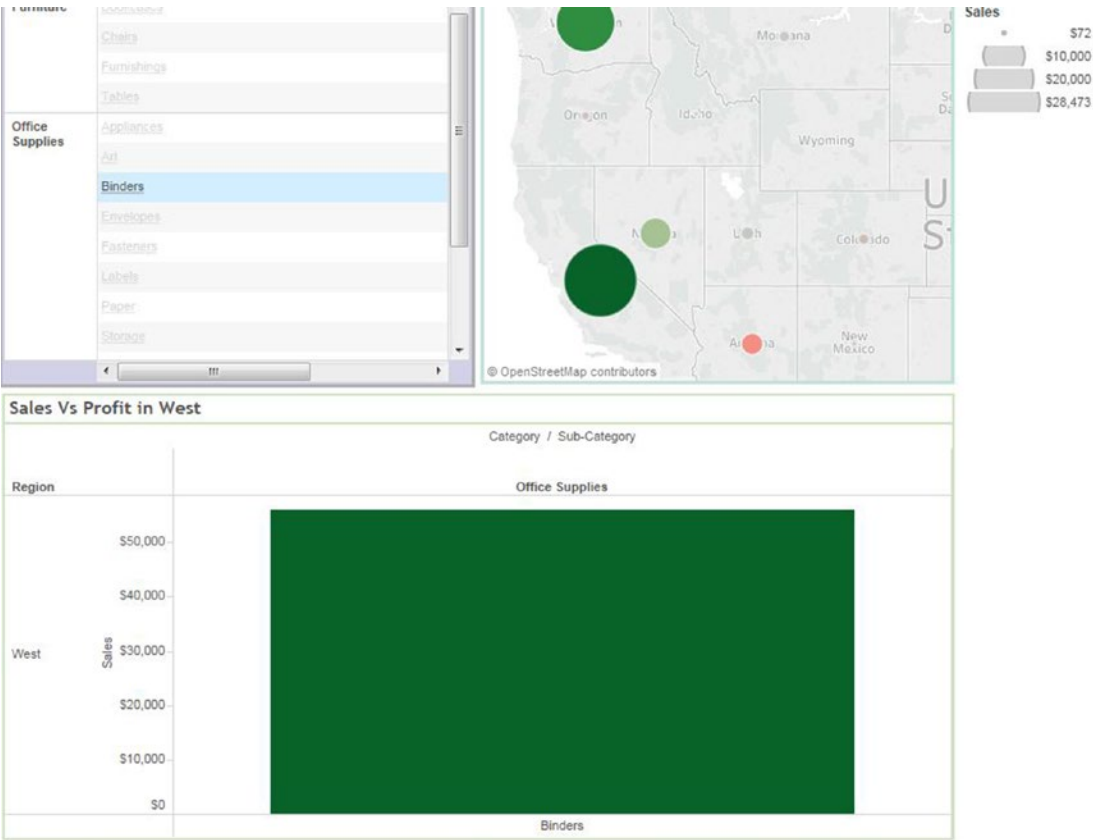 Furniture
Chairs
Furnishings
Tables
Office
Supplies
Appliances
Art
Binders
Envelopes
Fasteners
Labels
Paper
Storage
Oregon
Idaho
Wyoming
Utah
Colorado
New
Mexico
© OpenStreetMap contributors
Sales
$72
$10,000
$20,000
$28,473
Sales Vs Profit in West
Category / Sub-Category
Region
Office Supplies
$50,000
$40,000
$30,000
$20,000
$10,000
$0
Sales
West
Binders